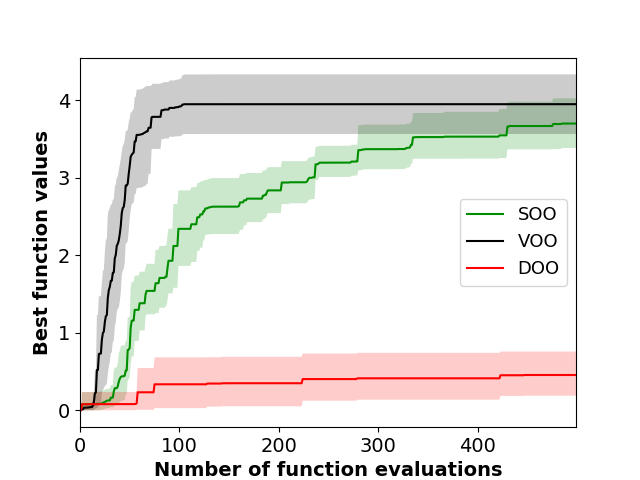 Best function values
4
3
2
1
0
SOO
VOO
DOO
0 100 200 300 400
Number of function evaluations